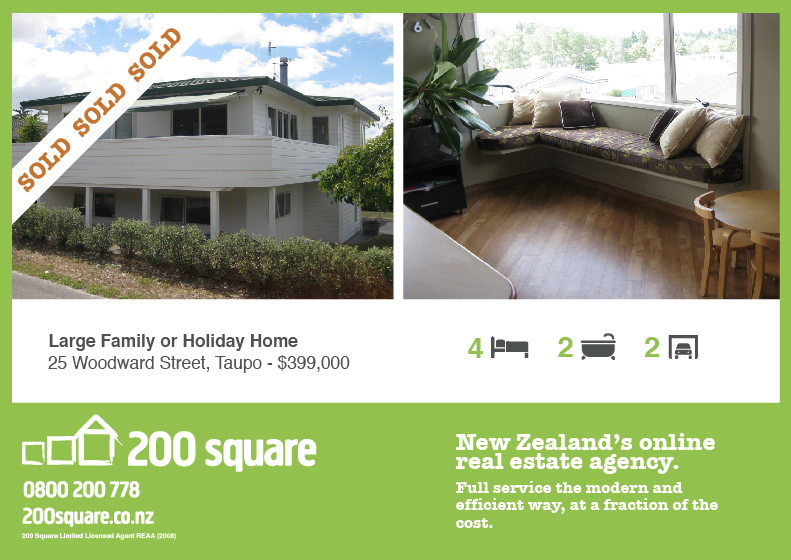 SOLD SOLD SOLD SOLD
6
Large Family or Holiday Home
25 Woodward Street, Taupo - $399,000
4 2 2
200 square
0800 200 778
200square.co.nz
200 Square Limited Licensed Agent REAA (2008)
New Zealand's online
real estate agency.
Full service the modern and
efficient way, at a fraction of the
cost.